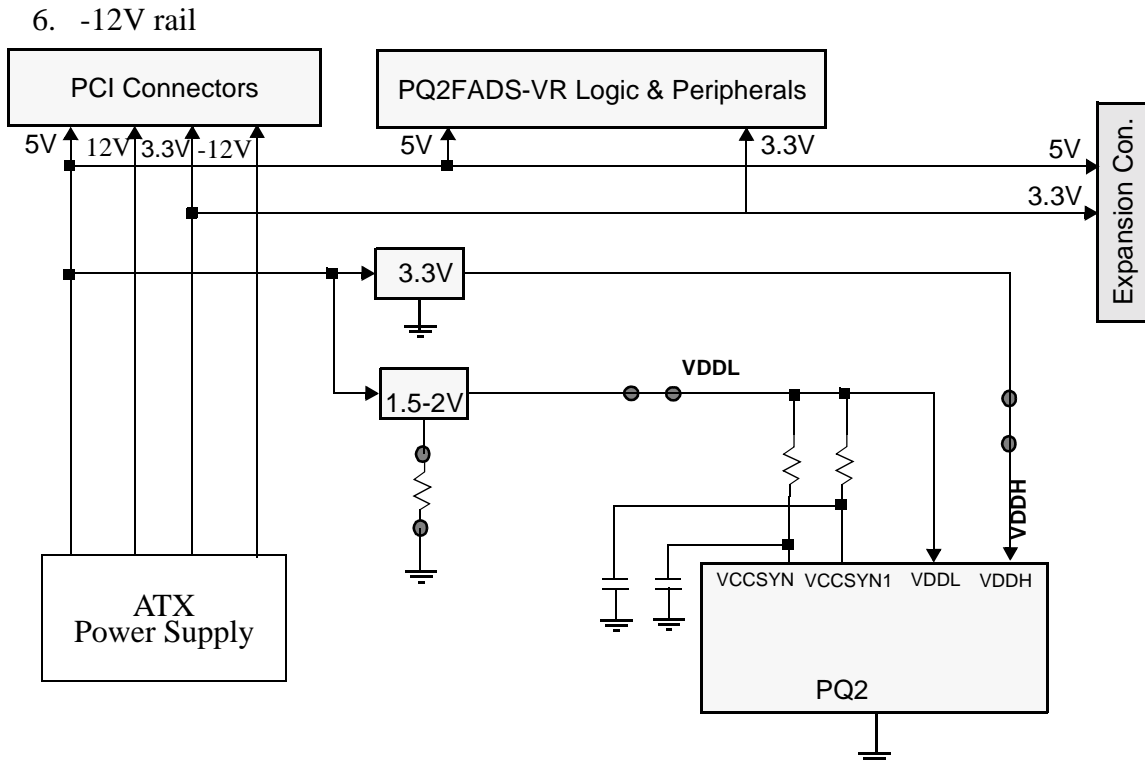 6. -12V rail
PCI Connectors
PQ2FADS-VR Logic & Peripherals
5V
12V
3.3V
-12V
5V
3.3V
5V
3.3V
Expansion Con.
3.3V
VDDL
1.5-2V
VDDH
VCCSYN
VCCSYN1
VDDL
VDDH
ATX
Power Supply
PQ2